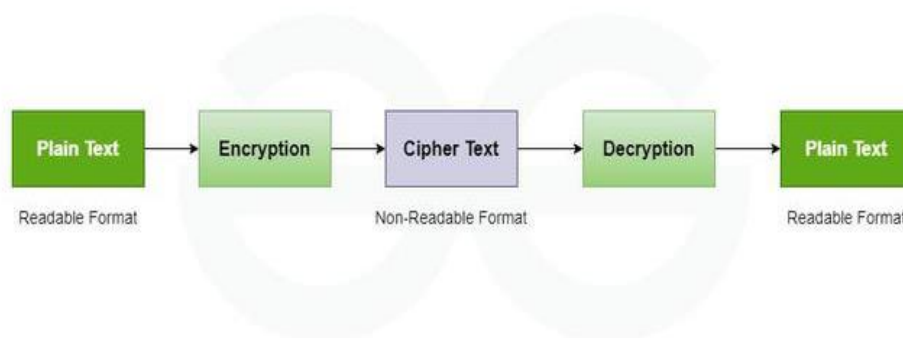 Plain Text
Encryption
Cipher Text
Decryption
Plain Text
Readable Format
Non-Readable Format
Readable Format